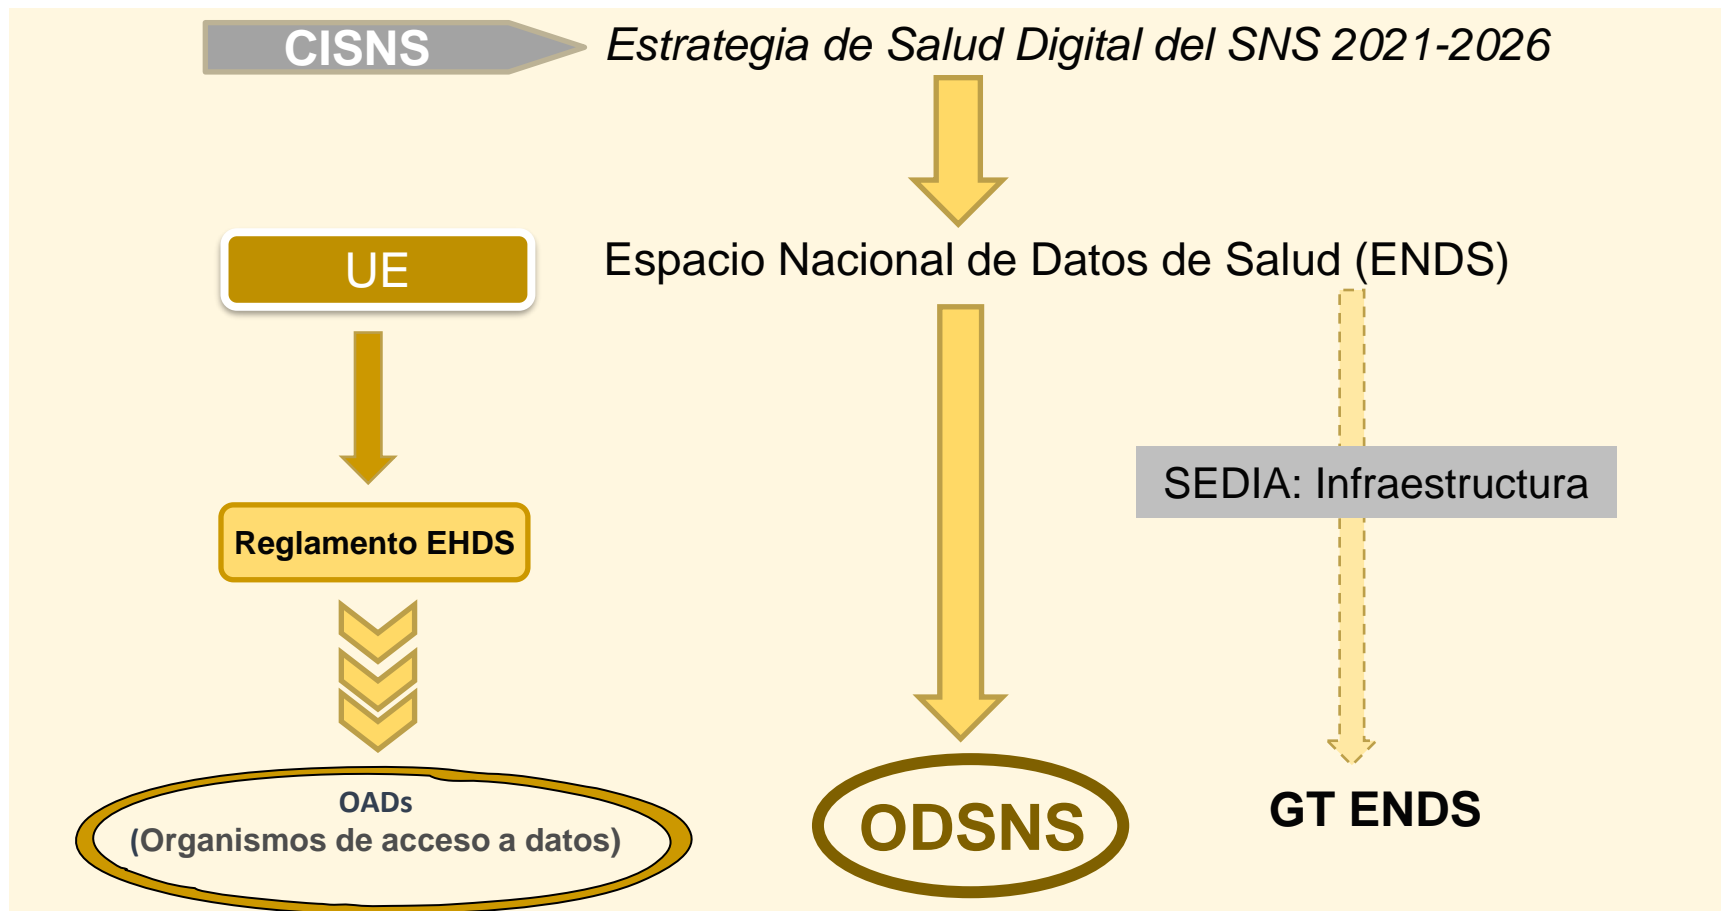 CISNS
Estrategia de Salud Digital del SNS 2021-2026
UE
Espacio Nacional de Datos de Salud (ENDS)
SEDIA: Infraestructura
Reglamento EHDS
OADs
(Organismos de acceso a datos)
ODSNS
GT ENDS